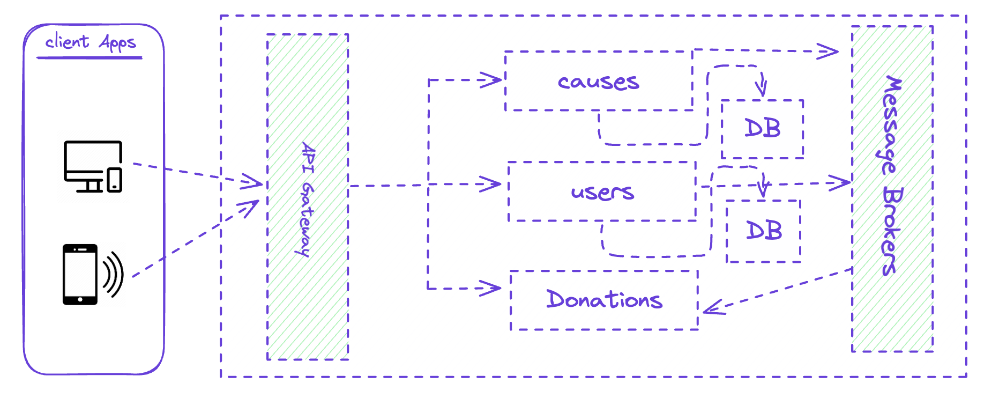 client Apps
API Gateway
causes
DB
users
DB
Donations
Message Brokers